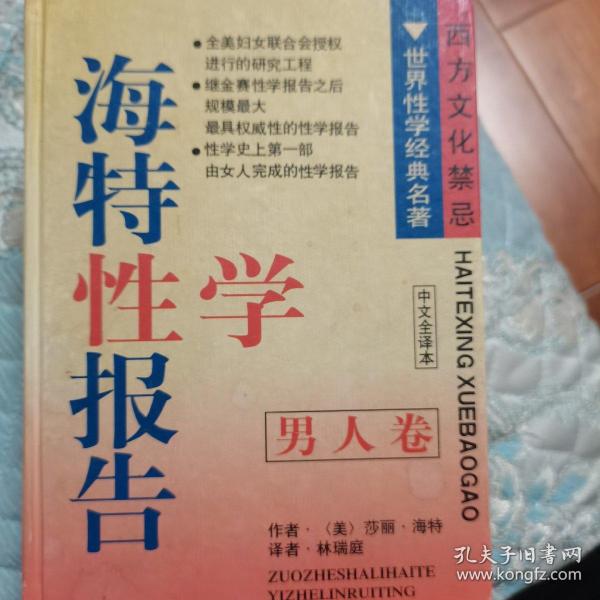 海特性学报告
●全美妇女联合会授权
进行的研究工程
●继金赛性学报告之后
规模最大
最具权威性的性学报告
●性学史上第一部
由女人完成的性学报告
西方文化禁忌
世界性学经典名著
HAITEXING XUEBAOGAO
中文全译本
男人卷
作者·〈美〉莎丽·海特
译者·林瑞庭
ZUOZHESHALIHAITE
YIZHELINRUITING
孔夫子旧书网
www.kongfz.com